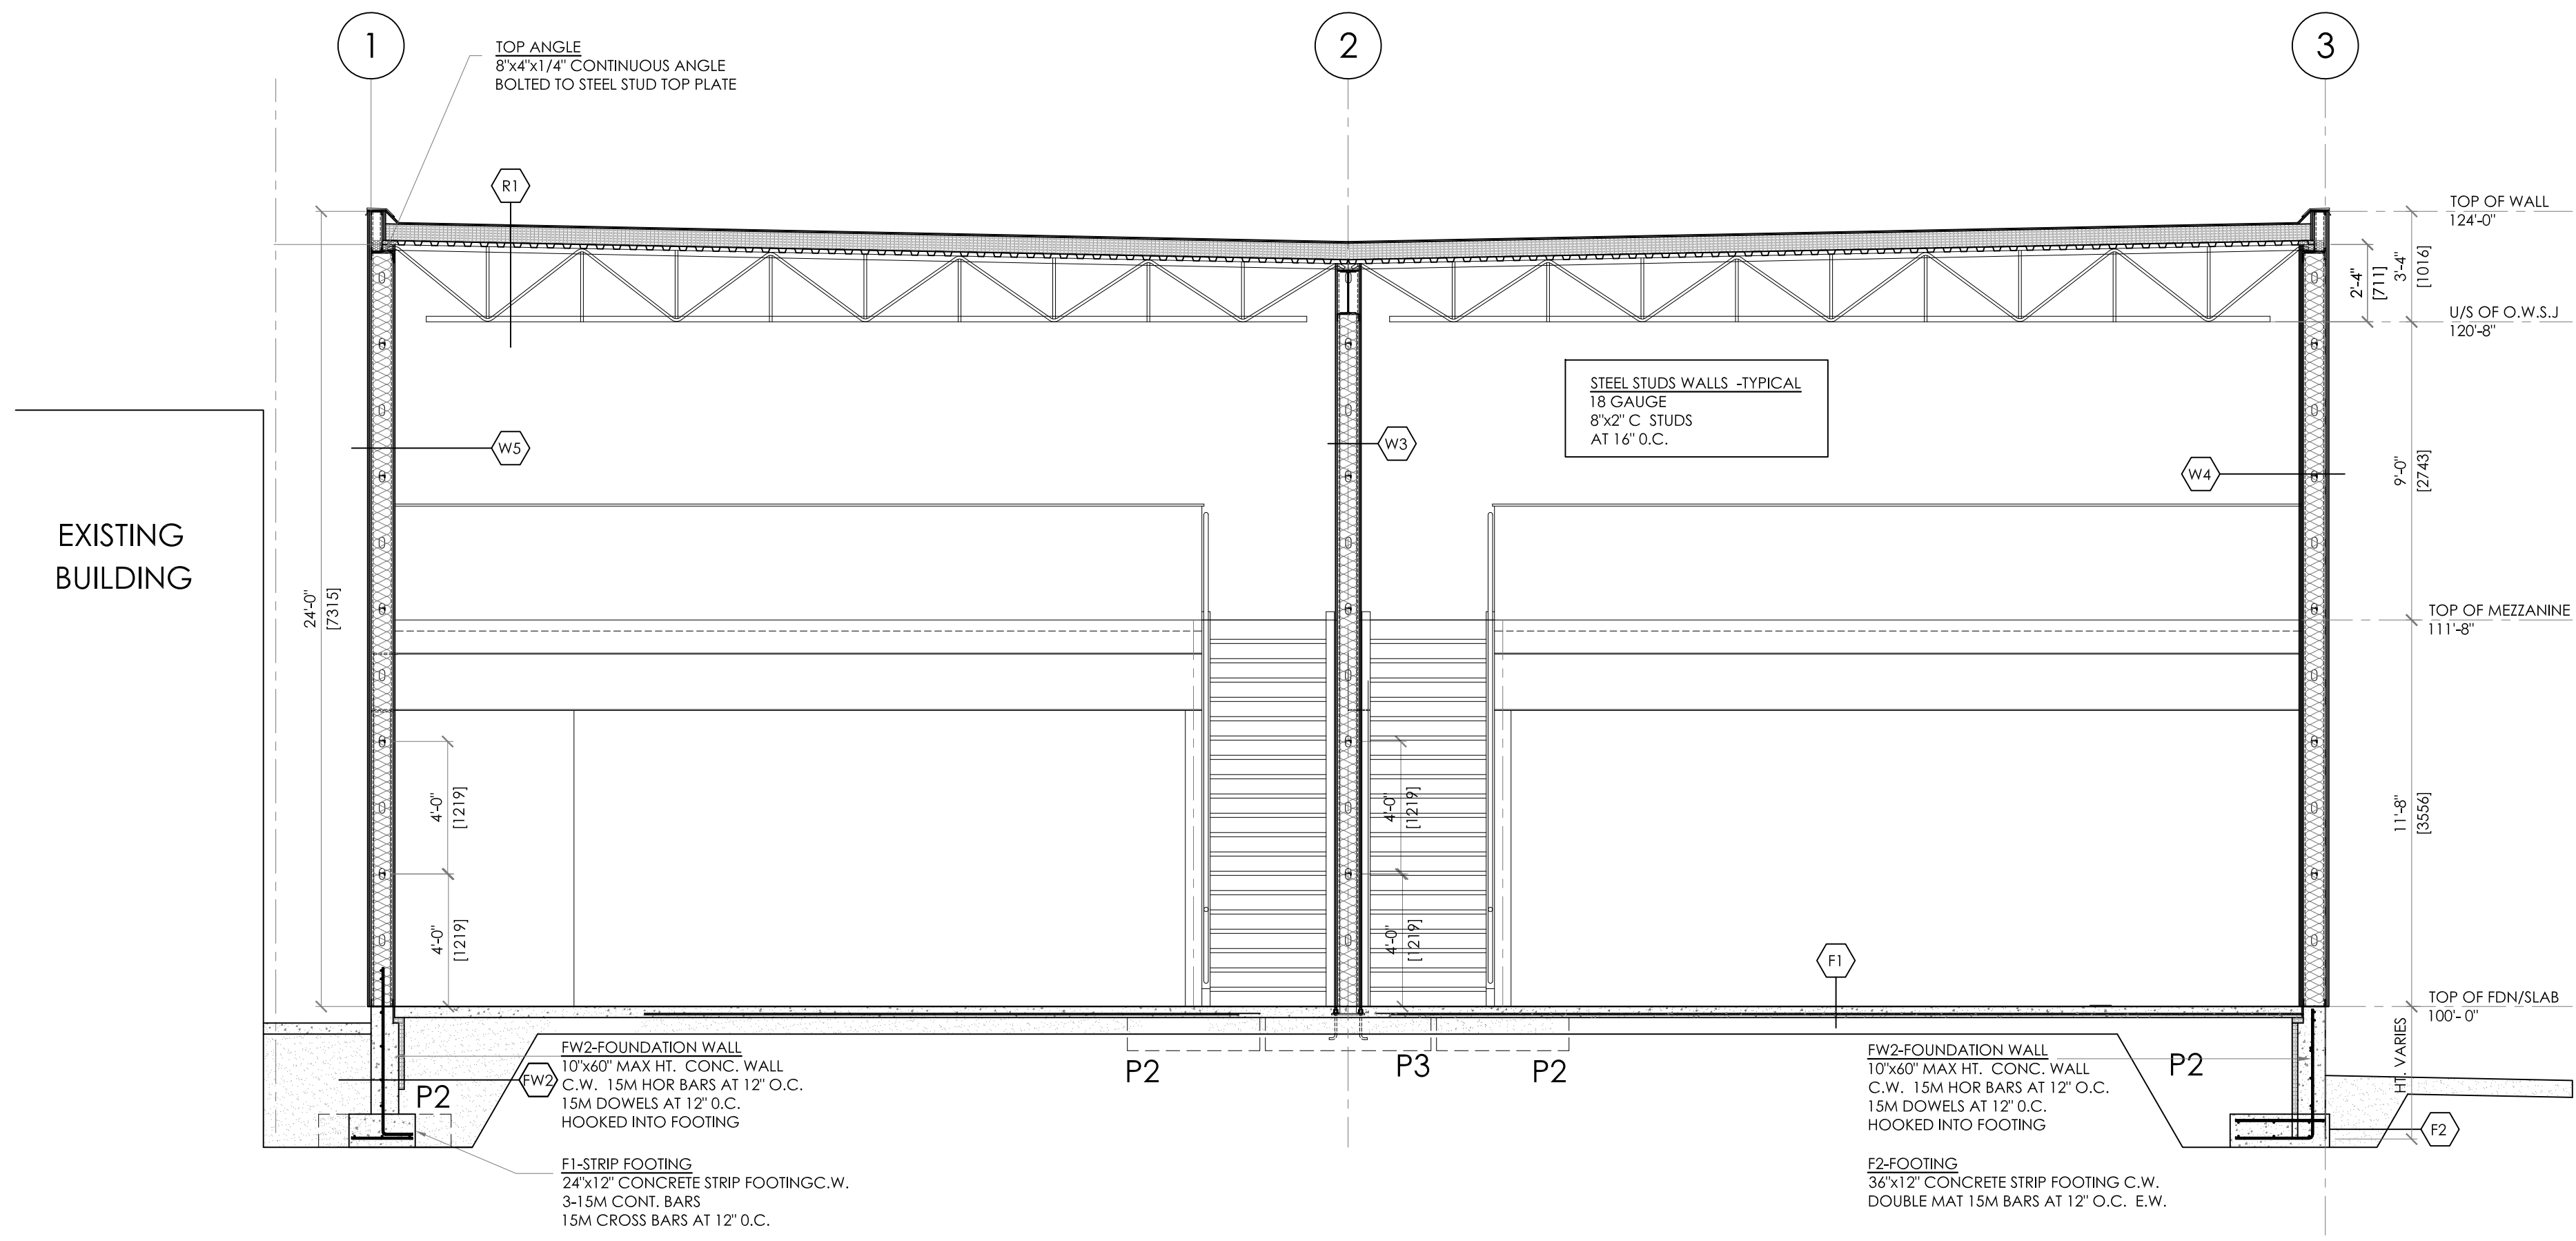 1
2
3
TOP ANGLE
8"x4"x1/4" CONTINUOUS ANGLE
BOLTED TO STEEL STUD TOP PLATE
R1
TOP OF WALL
124'-0"
3'-4"
[1016]
2'-4"
[711]
U/S OF O.W.S.J
120'-8"
STEEL STUDS WALLS -TYPICAL
18 GAUGE
8"x2" C STUDS
AT 16" 0.C.
W5
W3
W4
9'-0"
[2743]
EXISTING
BUILDING
24'-0"
[7315]
TOP OF MEZZANINE
111'-8"
4'-0"
[1219]
4'-0"
[1219]
4'-0"
[1219]
4'-0"
[1219]
11'-8"
[3556]
F1
TOP OF FDN/SLAB
100'- 0"
HT. VARIES
FW2-FOUNDATION WALL
10"x60" MAX HT. CONC. WALL
C.W. 15M HOR BARS AT 12" O.C.
15M DOWELS AT 12" 0.C.
HOOKED INTO FOOTING
FW2
P2
P2
P3
P2
FW2-FOUNDATION WALL
10"x60" MAX HT. CONC. WALL
C.W. 15M HOR BARS AT 12" O.C.
15M DOWELS AT 12" 0.C.
HOOKED INTO FOOTING
P2
F2
F1-STRIP FOOTING
24"x12" CONCRETE STRIP FOOTINGC.W.
3-15M CONT. BARS
15M CROSS BARS AT 12" 0.C.
F2-FOOTING
36"x12" CONCRETE STRIP FOOTING C.W.
DOUBLE MAT 15M BARS AT 12" O.C. E.W.